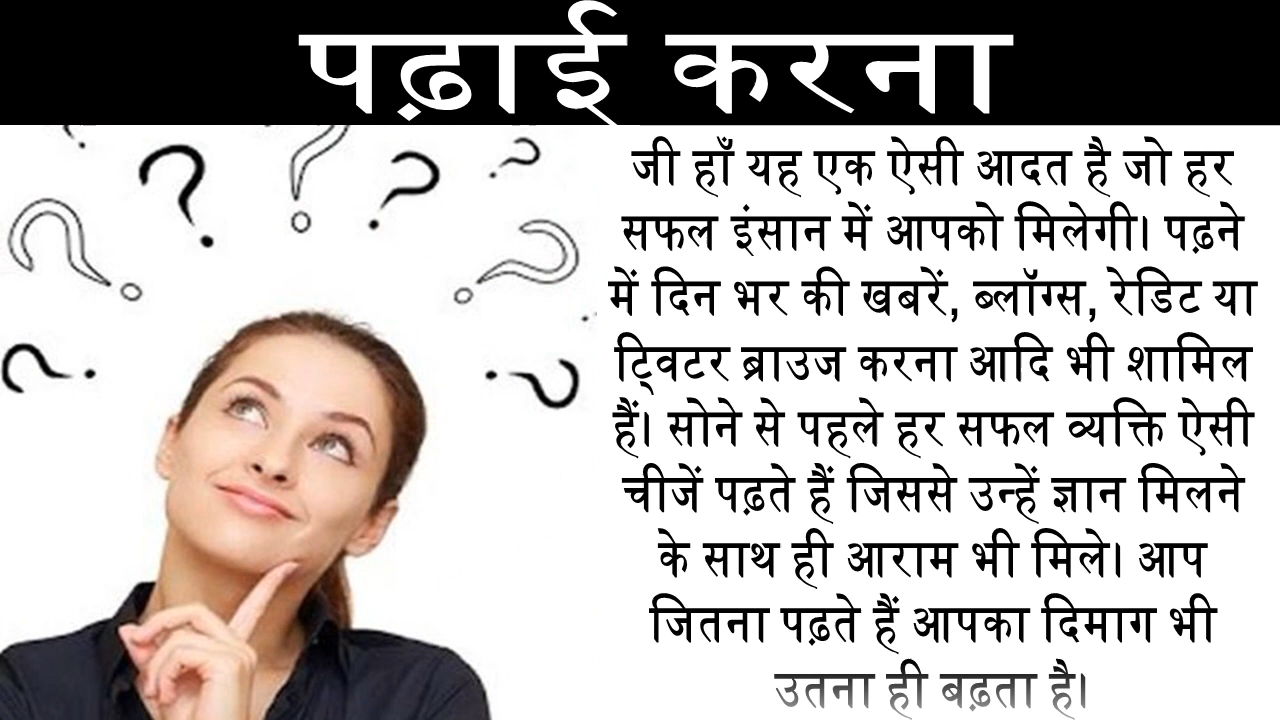 पढ़ाई करना
जी हाँ यह एक ऐसी आदत है जो हर
सफल इंसान में आपको मिलेगी। पढ़ने
में दिन भर की खबरें, ब्लॉग्स, रेडिट या
ट्विटर ब्राउज करना आदि भी शामिल
हैं। सोने से पहले हर सफल व्यक्ति ऐसी
चीजें पढ़ते हैं जिससे उन्हें ज्ञान मिलने
के साथ ही आराम भी मिले। आप
जितना पढ़ते हैं आपका दिमाग भी
उतना ही बढ़ता है।